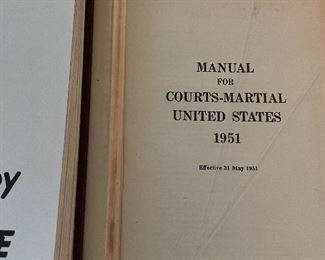 MANUAL
FOR
COURTS-MARTIAL
UNITED STATES
1951
Effective 31 May 1951